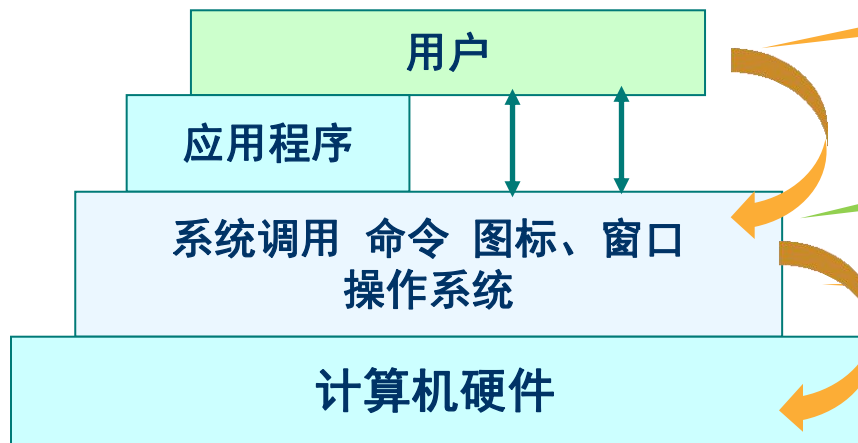 用户
应用程序
系统调用 命令 图标、窗口
操作系统
计算机硬件